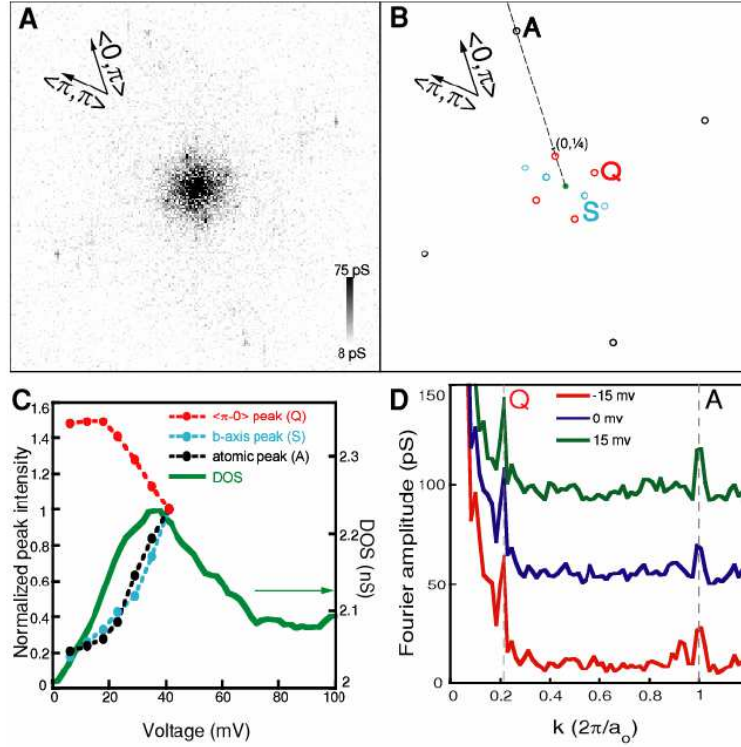 A
<0,π>
<π,π>
75 pS
8 pS
B
<0,π>
<π,π>
A
(0,¼)
Q
S
C
1.6
1.4
1.2
1
0.8
0.6
0.4
0.2
0
Normalized peak intensity
<π-0> peak (Q)
b-axis peak (S)
atomic peak (A)
DOS
2.3
2.2
2.1
2
DOS (nS)
0 20 40 60 80 100
Voltage (mV)
D
150
100
50
0
Fourier amplitude (pS)
Q
-15 mv
0 mv
15 mv
A
0 0.2 0.4 0.6 0.8 1
k (2π/aₒ)